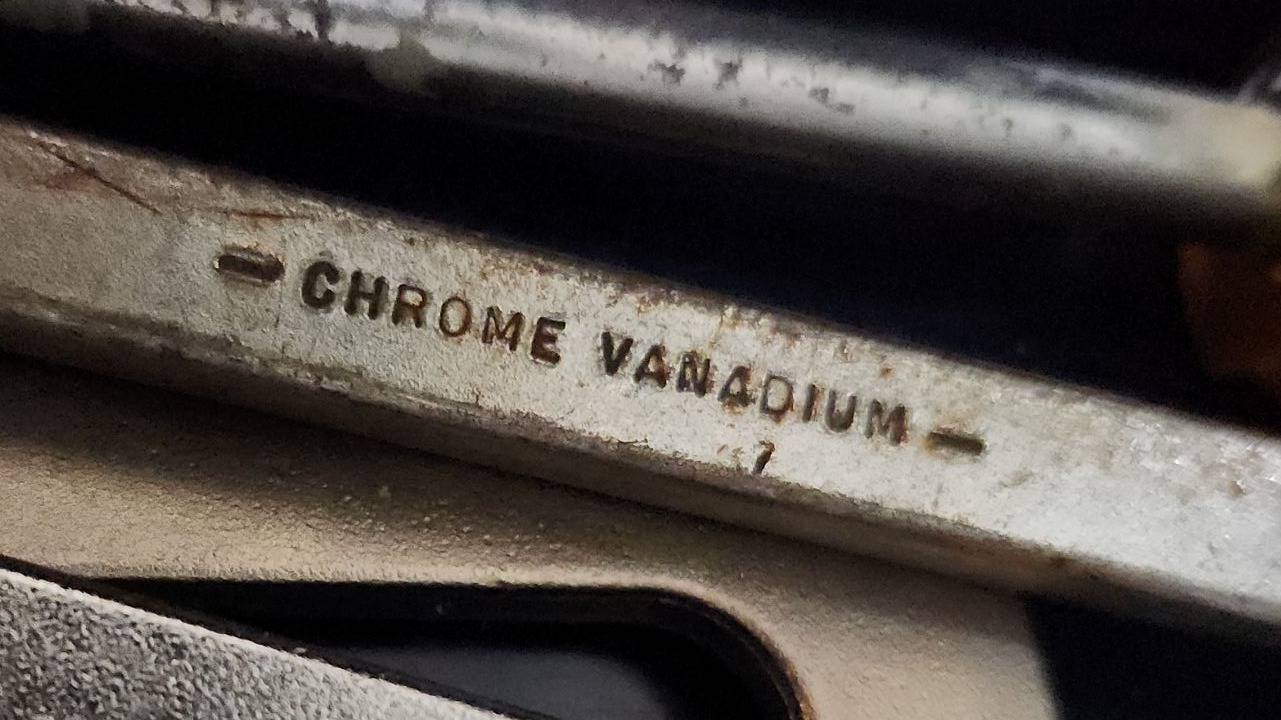 — CHROME VANADIUM —
7